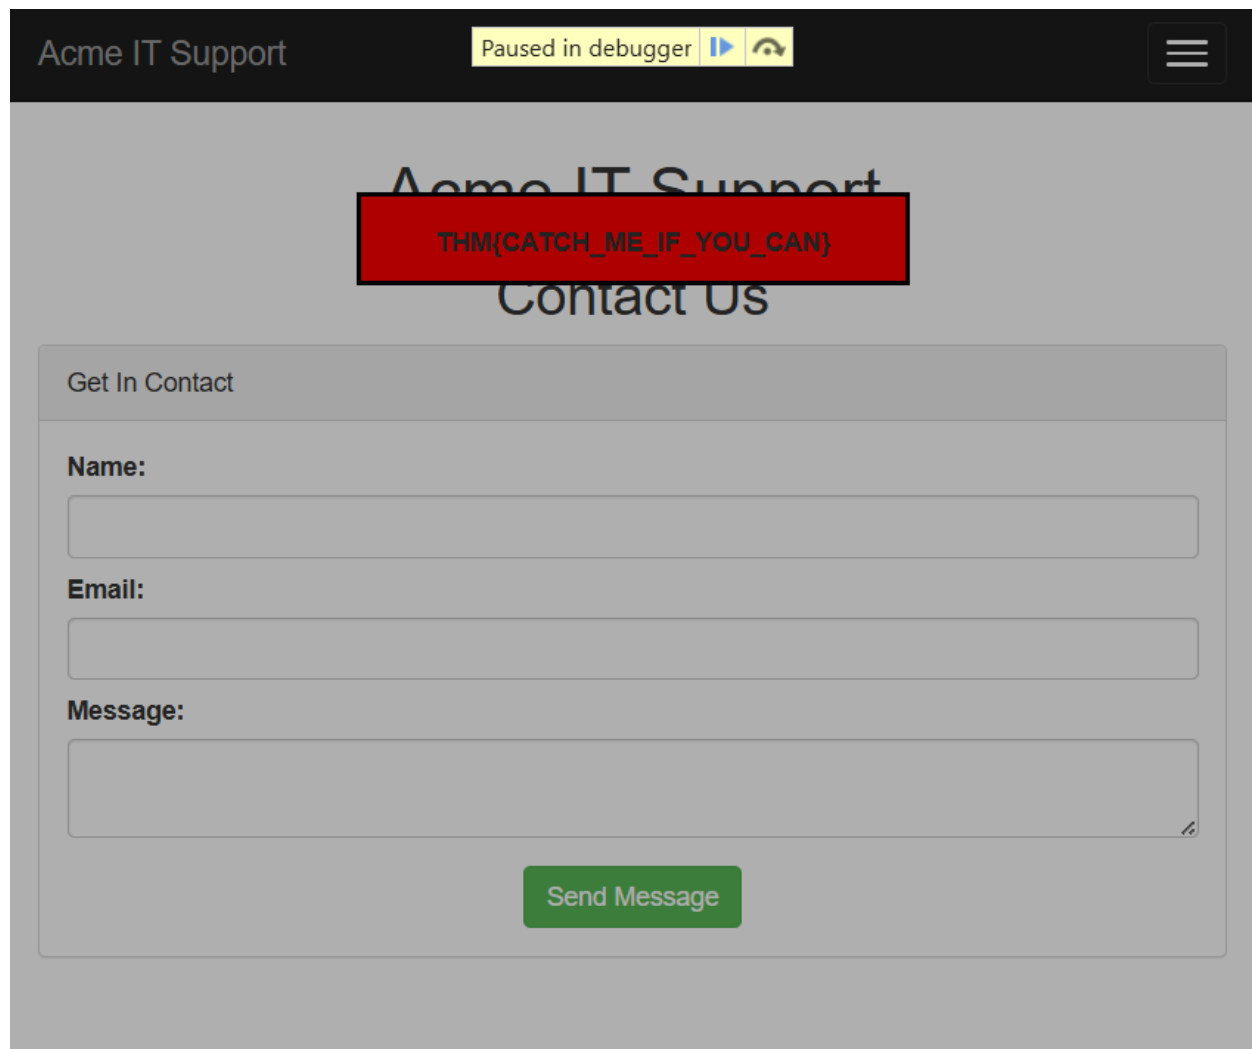 Acme IT Support
Paused in debugger
Acme IT Support
THM{CATCH_ME_IF_YOU_CAN}
Contact Us
Get In Contact
Name:
Email:
Message:
Send Message